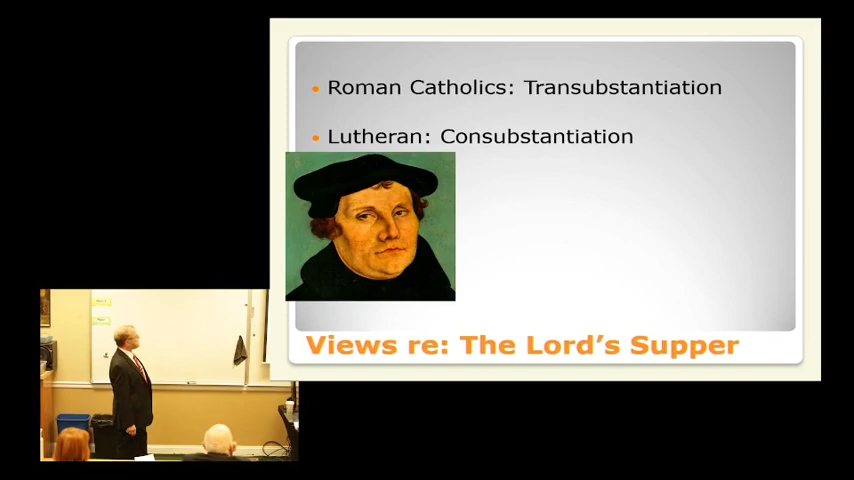 Roman Catholics: Transubstantiation
Lutheran: Consubstantiation
Views re: The Lord's Supper